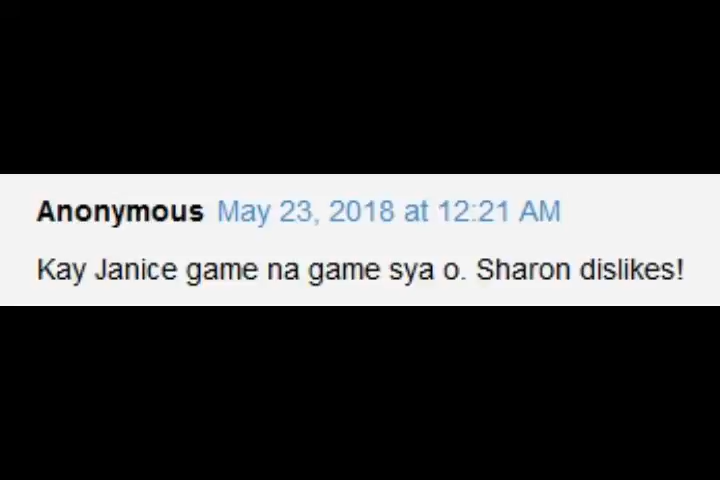 Anonymous May 23, 2018 at 12:21 AM
Kay Janice game na game sya o. Sharon dislikes!